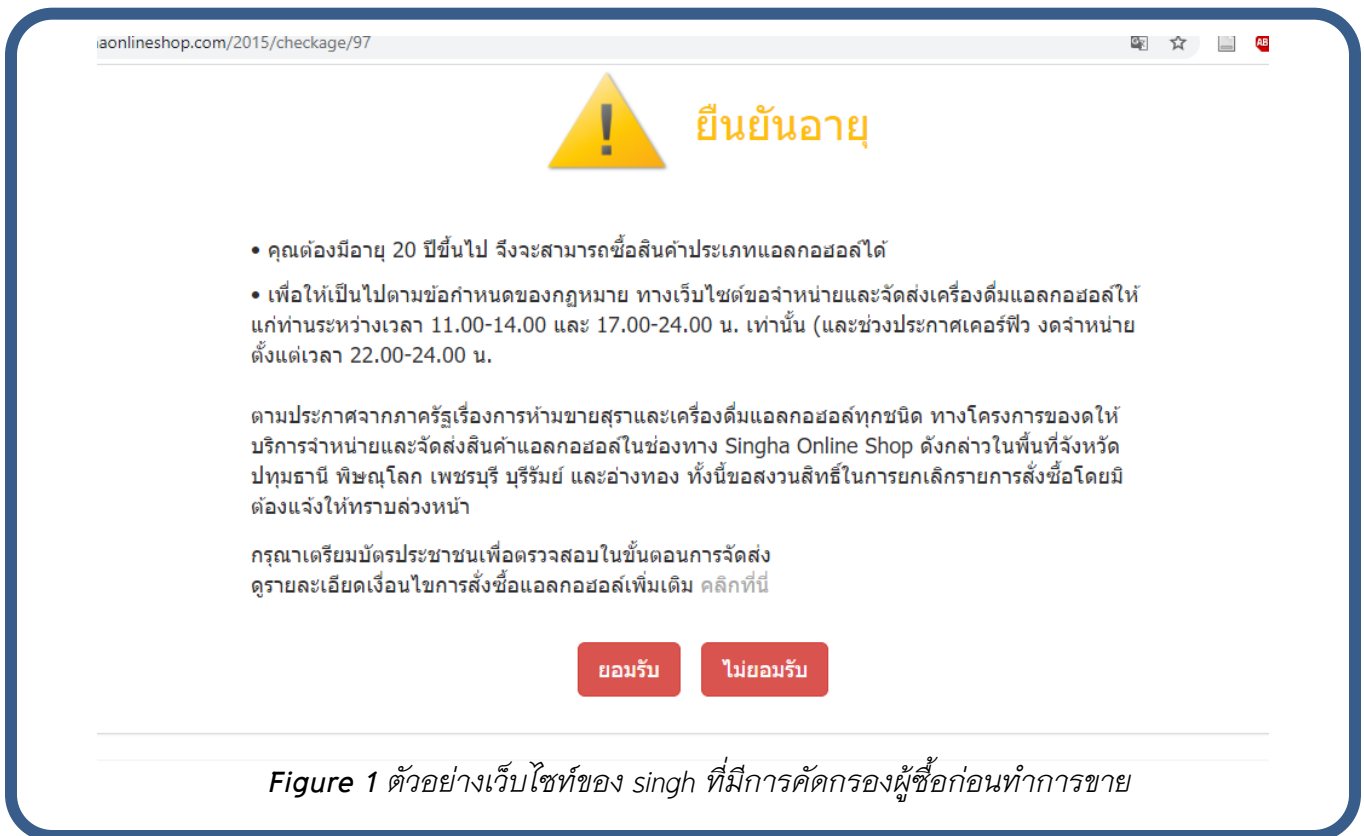 aonlineshop.com/2015/checkage/97
ยืนยันอายุ
• คุณต้องมีอายุ 20 ปีขึ้นไป จึงจะสามารถซื้อสินค้าประเภทแอลกอฮอล์ได้
• เพื่อให้เป็นไปตามข้อกำหนดของกฎหมาย ทางเว็บไซต์ขอจำหน่ายและจัดส่งเครื่องดื่มแอลกอฮอล์ให้
แก่ท่านระหว่างเวลา 11.00-14.00 และ 17.00-24.00 น. เท่านั้น (และช่วงประกาศเคอร์ฟิว งดจำหน่าย
ตั้งแต่เวลา 22.00-24.00 น.
ตามประกาศจากภาครัฐเรื่องการห้ามขายสุราและเครื่องดื่มแอลกอฮอล์ทุกชนิด ทางโครงการของดให้
บริการจำหน่ายและจัดส่งสินค้าแอลกอฮอล์ในช่องทาง Singha Online Shop ดังกล่าวในพื้นที่จังหวัด
ปทุมธานี พิษณุโลก เพชรบุรี บุรีรัมย์ และอ่างทอง ทั้งนี้ขอสงวนสิทธิ์ในการยกเลิกรายการสั่งซื้อโดยมิ
ต้องแจ้งให้ทราบล่วงหน้า
กรุณาเตรียมบัตรประชาชนเพื่อตรวจสอบในขั้นตอนการจัดส่ง
ดูรายละเอียดเงื่อนไขการสั่งซื้อแอลกอฮอล์เพิ่มเติม คลิกที่นี่
ยอมรับ ไม่ยอมรับ
Figure 1 ตัวอย่างเว็บไซท์ของ singh ที่มีการคัดกรองผู้ซื้อก่อนทำการขาย